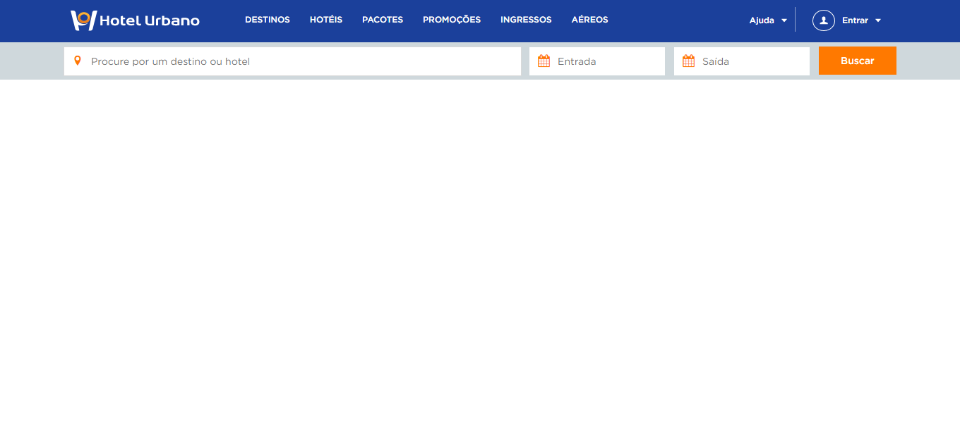 Hotel Urbano DESTINOS HOTÉIS PACOTES PROMOÇÕES INGRESSOS AÉREOS Ajuda Entrar
Procure por um destino ou hotel Entrada Saída Buscar